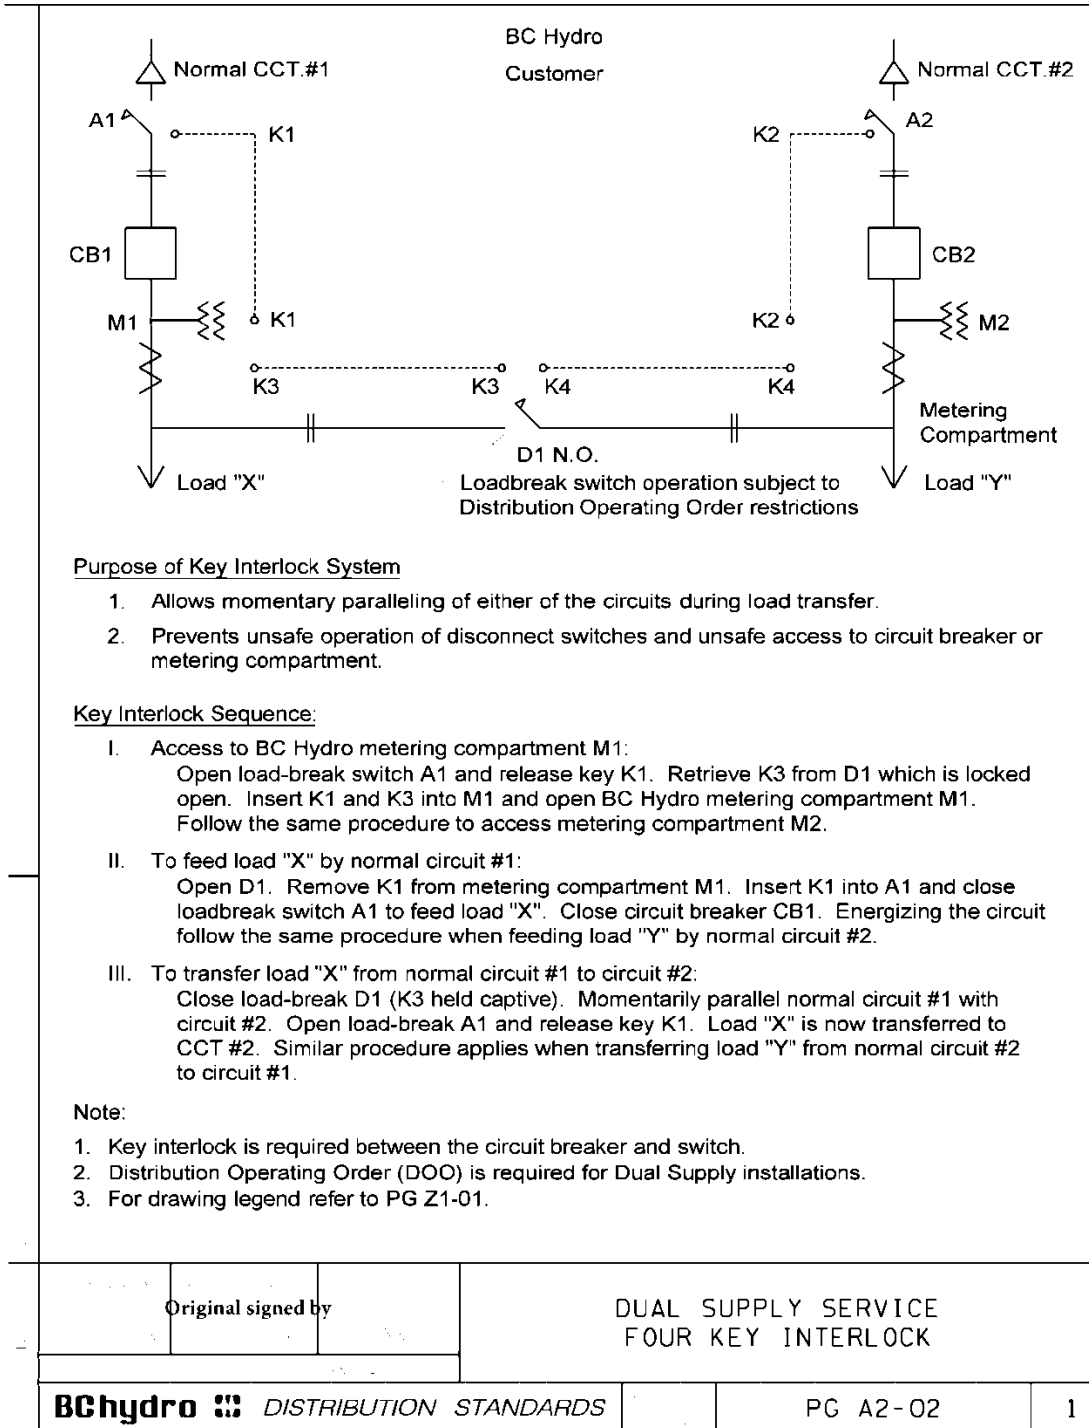 BC Hydro
Customer
Normal CCT.#1
Normal CCT.#2
A1
K1
K2
A2
CB1
CB2
M1
K1
K2
M2
K3
K3
K4
K4
Metering
Compartment
D1 N.O.
Load "X"
Loadbreak switch operation subject to
Distribution Operating Order restrictions
Load "Y"
Purpose of Key Interlock System
1. Allows momentary paralleling of either of the circuits during load transfer.
2. Prevents unsafe operation of disconnect switches and unsafe access to circuit breaker or
metering compartment.
Key Interlock Sequence:
I. Access to BC Hydro metering compartment M1:
Open load-break switch A1 and release key K1. Retrieve K3 from D1 which is locked
open. Insert K1 and K3 into M1 and open BC Hydro metering compartment M1.
Follow the same procedure to access metering compartment M2.
II. To feed load "X" by normal circuit #1:
Open D1. Remove K1 from metering compartment M1. Insert K1 into A1 and close
loadbreak switch A1 to feed load "X". Close circuit breaker CB1. Energizing the circuit
follow the same procedure when feeding load "Y" by normal circuit #2.
III. To transfer load "X" from normal circuit #1 to circuit #2:
Close load-break D1 (K3 held captive). Momentarily parallel normal circuit #1 with
circuit #2. Open load-break A1 and release key K1. Load "X" is now transferred to
CCT #2. Similar procedure applies when transferring load "Y" from normal circuit #2
to circuit #1.
Note:
1. Key interlock is required between the circuit breaker and switch.
2. Distribution Operating Order (DOO) is required for Dual Supply installations.
3. For drawing legend refer to PG Z1-01.
Original signed by
DUAL SUPPLY SERVICE
FOUR KEY INTERLOCK
BChydro DISTRIBUTION STANDARDS
PG A2-02
1